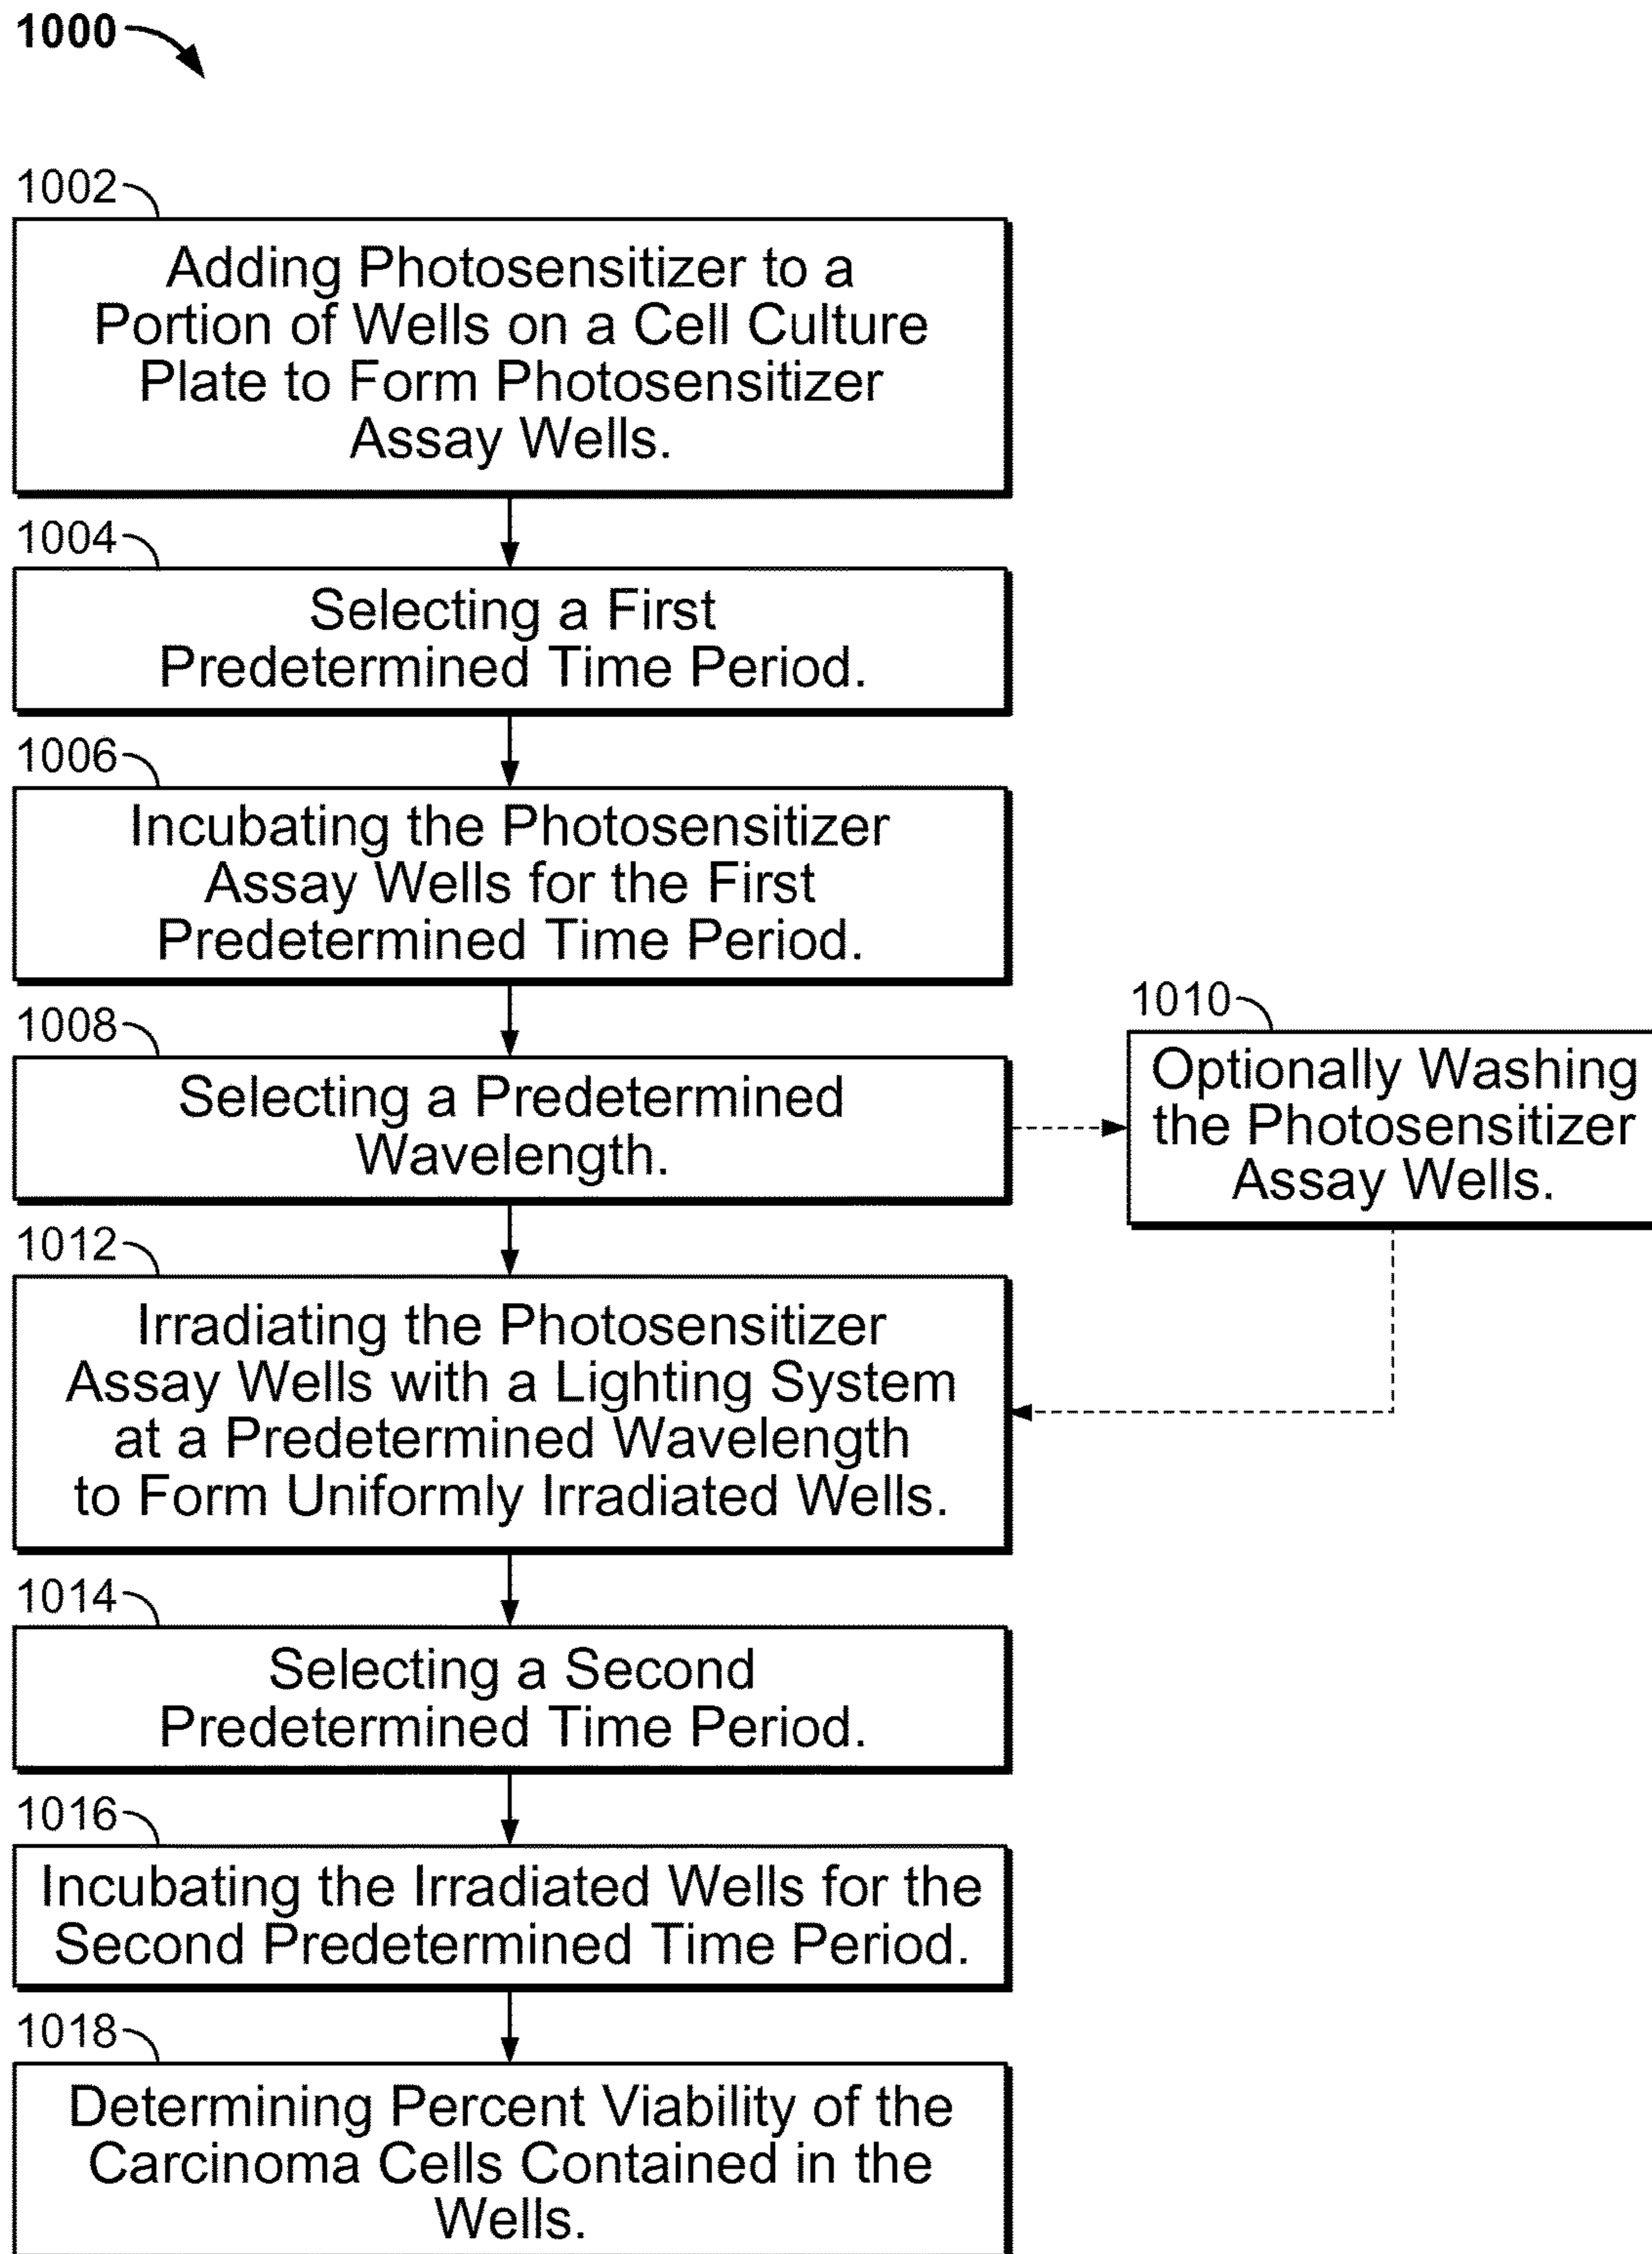 1000
1002
Adding Photosensitizer to a
Portion of Wells on a Cell Culture
Plate to Form Photosensitizer
Assay Wells.
1004
Selecting a First
Predetermined Time Period.
1006
Incubating the Photosensitizer
Assay Wells for the First
Predetermined Time Period.
1008
Selecting a Predetermined
Wavelength.
1010
Optionally Washing
the Photosensitizer
Assay Wells.
1012
Irradiating the Photosensitizer
Assay Wells with a Lighting System
at a Predetermined Wavelength
to Form Uniformly Irradiated Wells.
1014
Selecting a Second
Predetermined Time Period.
1016
Incubating the Irradiated Wells for the
Second Predetermined Time Period.
1018
Determining Percent Viability of the
Carcinoma Cells Contained in the
Wells.